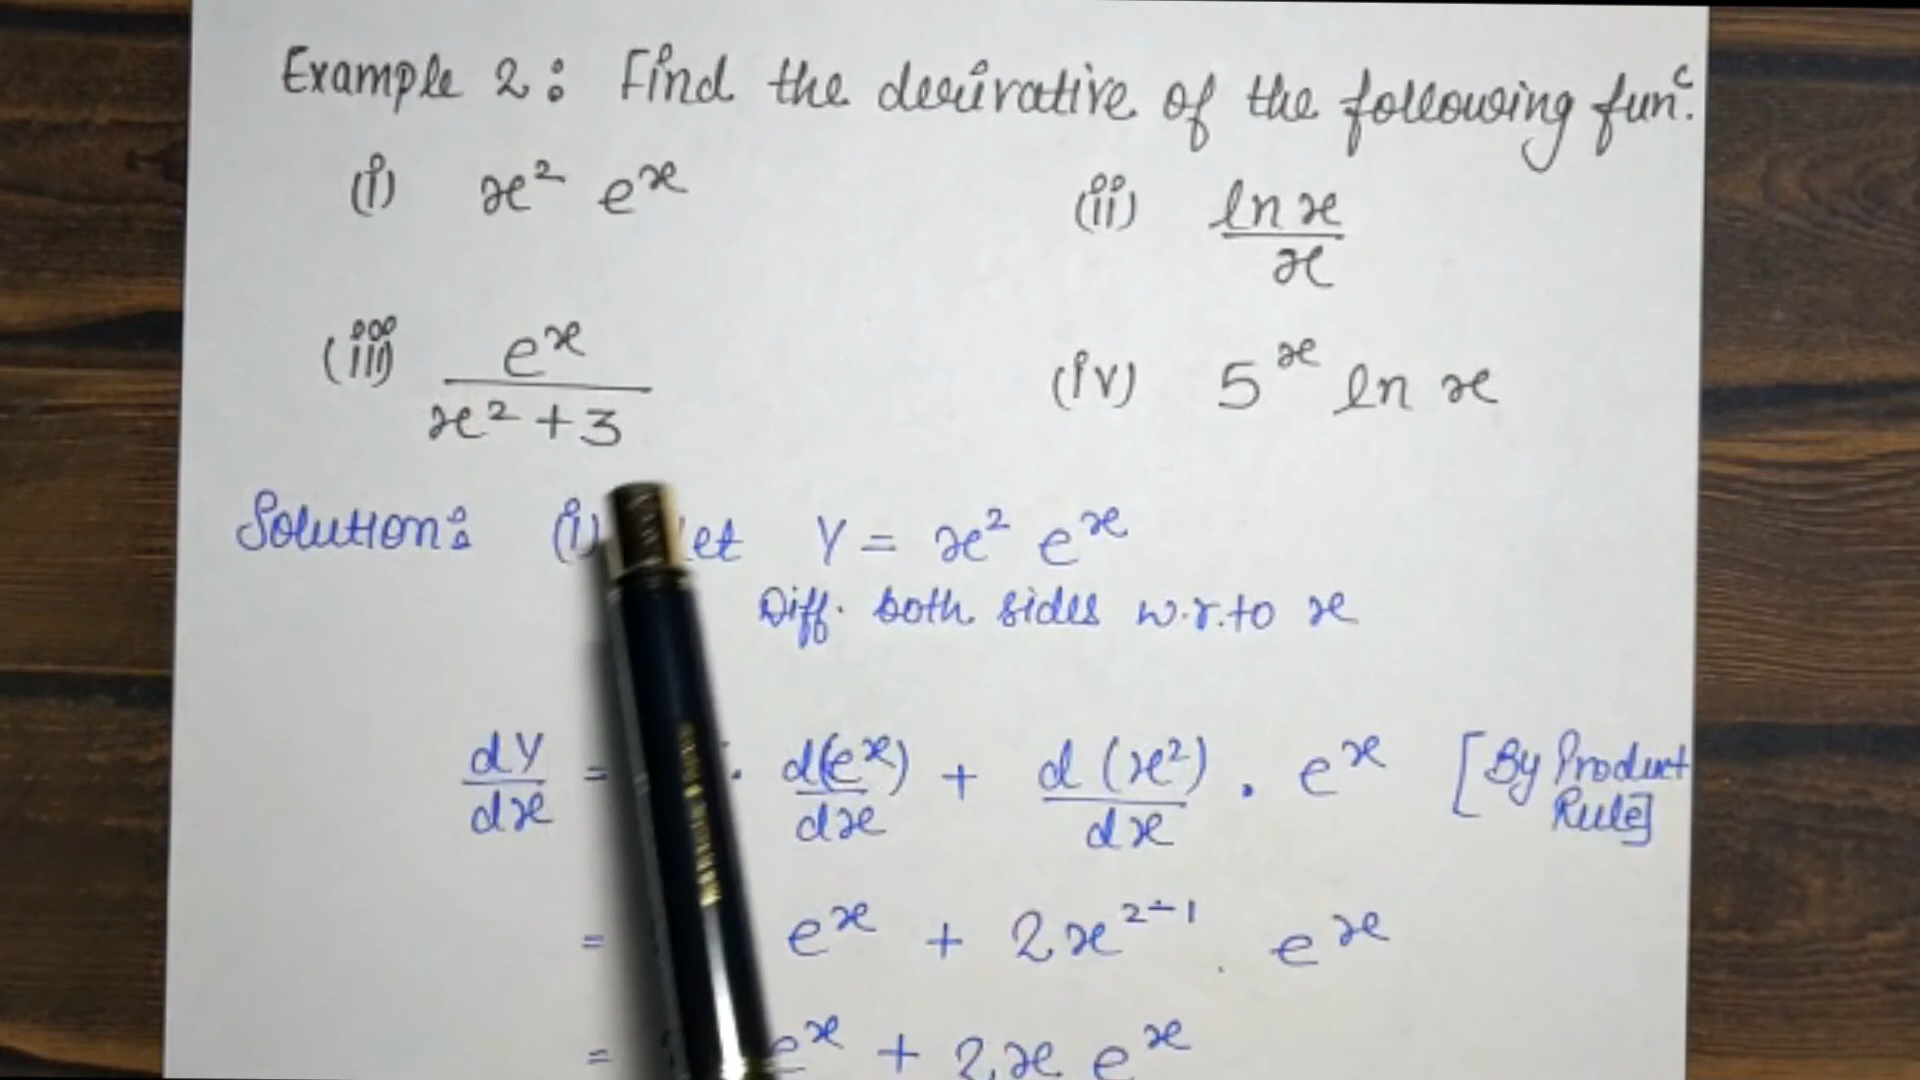 Example 2: Find the derivative of the following funᶜ.
(i) x² eˣ (ii) ln x / x
(iii) eˣ / x² + 3 (iv) 5ˣ ln x
Solution: (i) let Y = x² eˣ
Diff. both sides w.r.to x
dY/dx = . d(eˣ)/dx + d(x²)/dx . eˣ [By Product Rule]
= eˣ + 2x²⁻¹ . eˣ
= eˣ + 2x eˣ